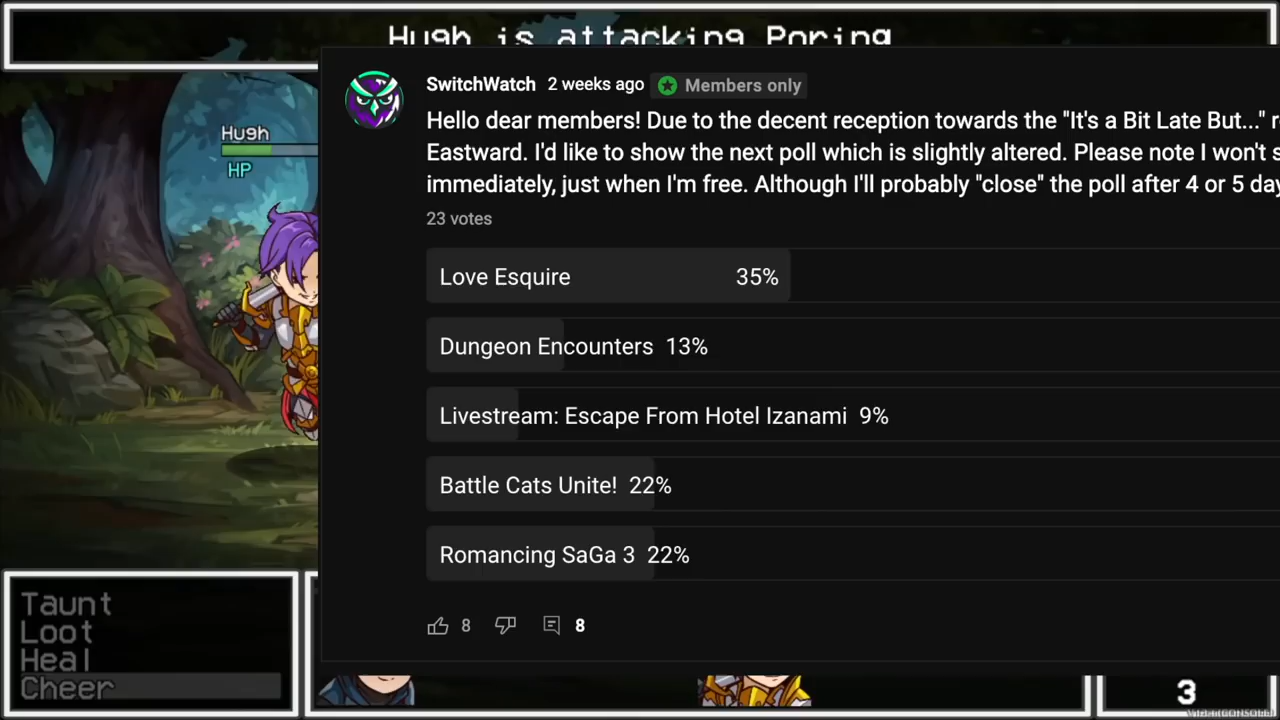 Hugh is attacking Poring
Hugh
HP
SwitchWatch 2 weeks ago Members only
Hello dear members! Due to the decent reception towards the "It's a Bit Late But..." r
Eastward. I'd like to show the next poll which is slightly altered. Please note I won't s
immediately, just when I'm free. Although I'll probably "close" the poll after 4 or 5 day
23 votes
Love Esquire 35%
Dungeon Encounters 13%
Livestream: Escape From Hotel Izanami 9%
Battle Cats Unite! 22%
Romancing SaGa 3 22%
8 8
Taunt
Loot
Heal
Cheer
3